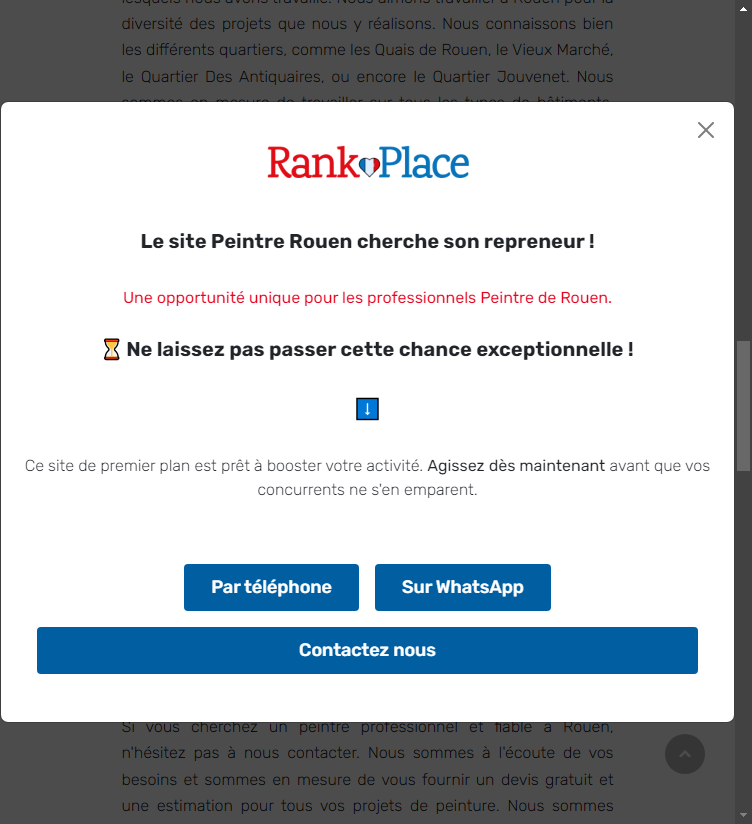 lesquels nous avons travaillé. Nous aimons travailler à Rouen pour la
diversité des projets que nous y réalisons. Nous connaissons bien
les différents quartiers, comme les Quais de Rouen, le Vieux Marché,
le Quartier Des Antiquaires, ou encore le Quartier Jouvenet. Nous
sommes en mesure de travailler sur tous les types de bâtiments,
Rank Place
Le site Peintre Rouen cherche son repreneur !
Une opportunité unique pour les professionnels Peintre de Rouen.
⏳ Ne laissez pas passer cette chance exceptionnelle !
⬇️
Ce site de premier plan est prêt à booster votre activité. Agissez dès maintenant avant que vos
concurrents ne s'en emparent.
Par téléphone
Sur WhatsApp
Contactez nous
Si vous cherchez un peintre professionnel et fiable à Rouen,
n'hésitez pas à nous contacter. Nous sommes à l'écoute de vos
besoins et sommes en mesure de vous fournir un devis gratuit et
une estimation pour tous vos projets de peinture. Nous sommes